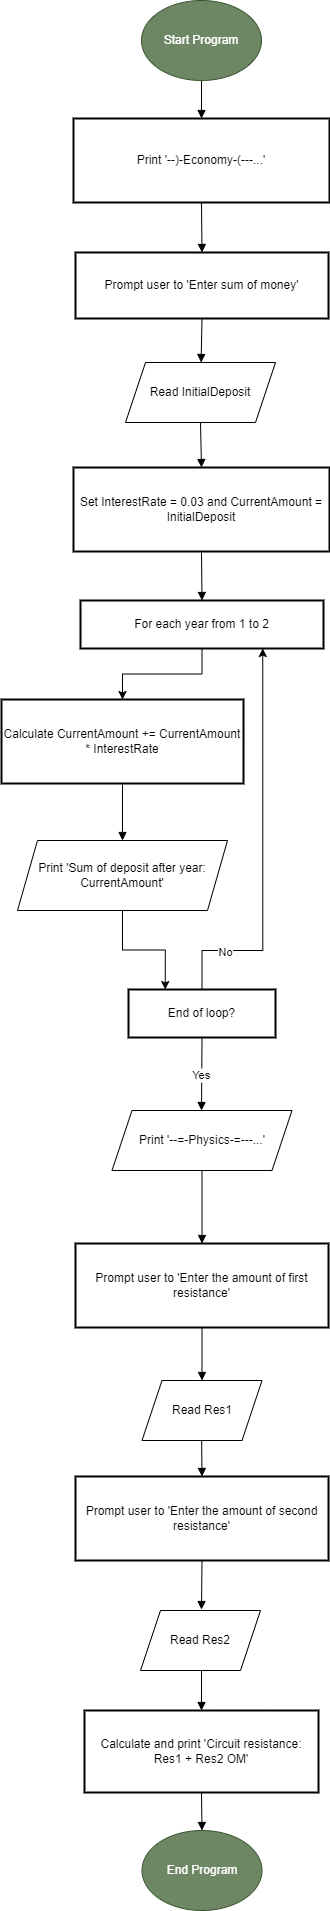 Start Program
Print '--)-Economy-(---...'
Prompt user to 'Enter sum of money'
Read InitialDeposit
Set InterestRate = 0.03 and CurrentAmount =
InitialDeposit
For each year from 1 to 2
Calculate CurrentAmount += CurrentAmount
* InterestRate
Print 'Sum of deposit after year:
CurrentAmount'
No
End of loop?
Yes
Print '--=-Physics-=---...'
Prompt user to 'Enter the amount of first
resistance'
Read Res1
Prompt user to 'Enter the amount of second
resistance'
Read Res2
Calculate and print 'Circuit resistance:
Res1 + Res2 OM'
End Program